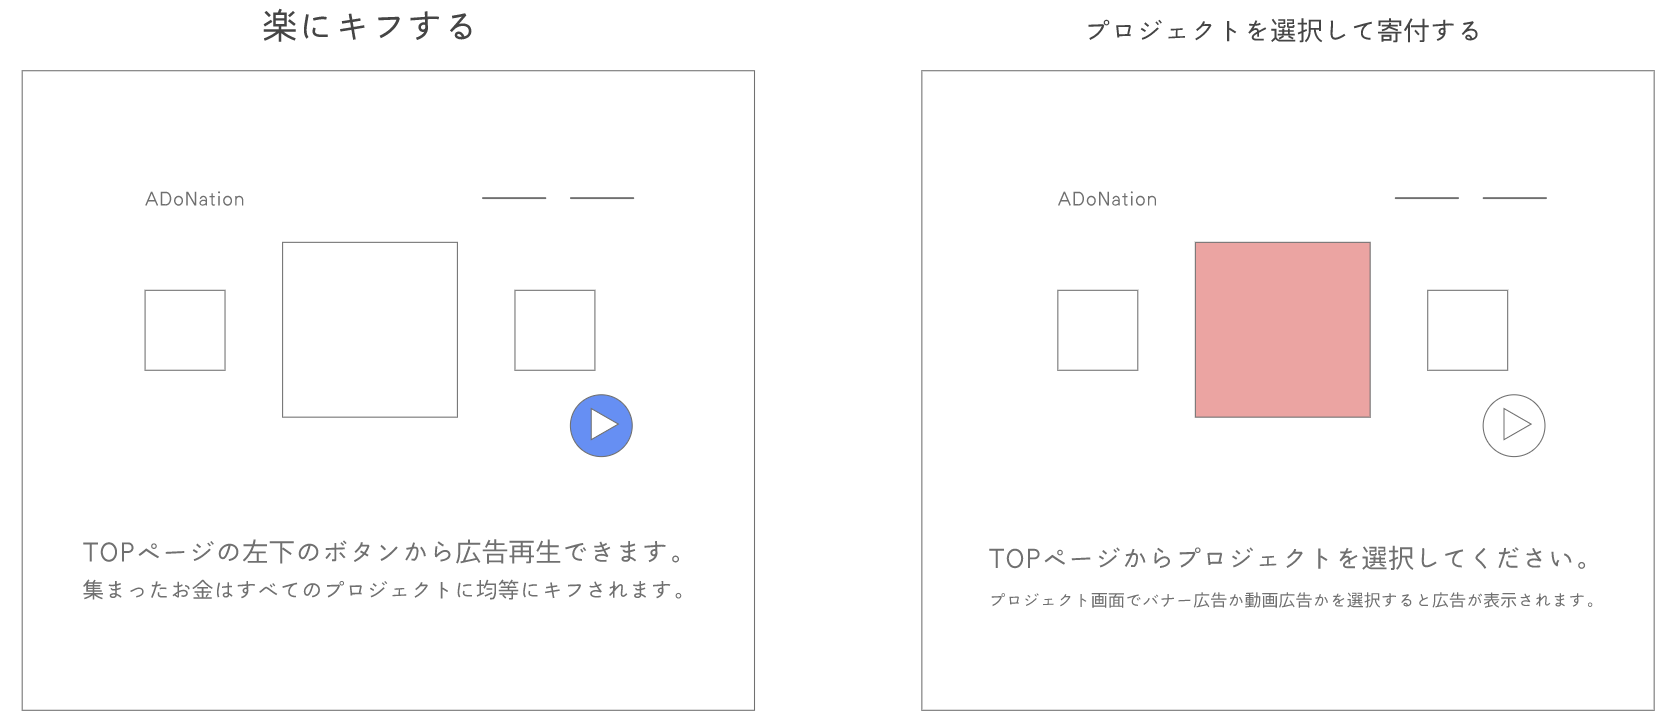 楽にキフする
ADoNation
TOPページの左下のボタンから広告再生できます。
集まったお金はすべてのプロジェクトに均等にキフされます。
プロジェクトを選択して寄付する
ADoNation
TOPページからプロジェクトを選択してください。
プロジェクト画面でバナー広告か動画広告かを選択すると広告が表示されます。